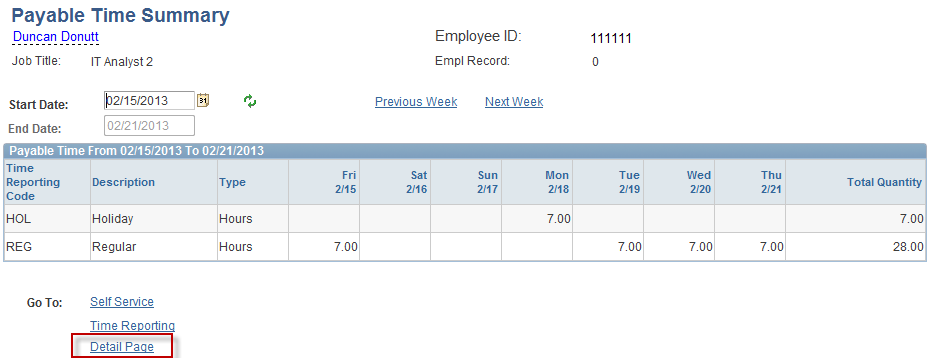 Payable Time Summary
Duncan Donutt Employee ID: 111111
Job Title: IT Analyst 2 Empl Record: 0
Start Date: 02/15/2013 31 Previous Week Next Week
End Date: 02/21/2013
Payable Time From 02/15/2013 To 02/21/2013
Time Reporting Code Description Type Fri 2/15 Sat 2/16 Sun 2/17 Mon 2/18 Tue 2/19 Wed 2/20 Thu 2/21 Total Quantity
HOL Holiday Hours 7.00 7.00
REG Regular Hours 7.00 7.00 7.00 7.00 28.00
Go To: Self Service
Time Reporting
Detail Page